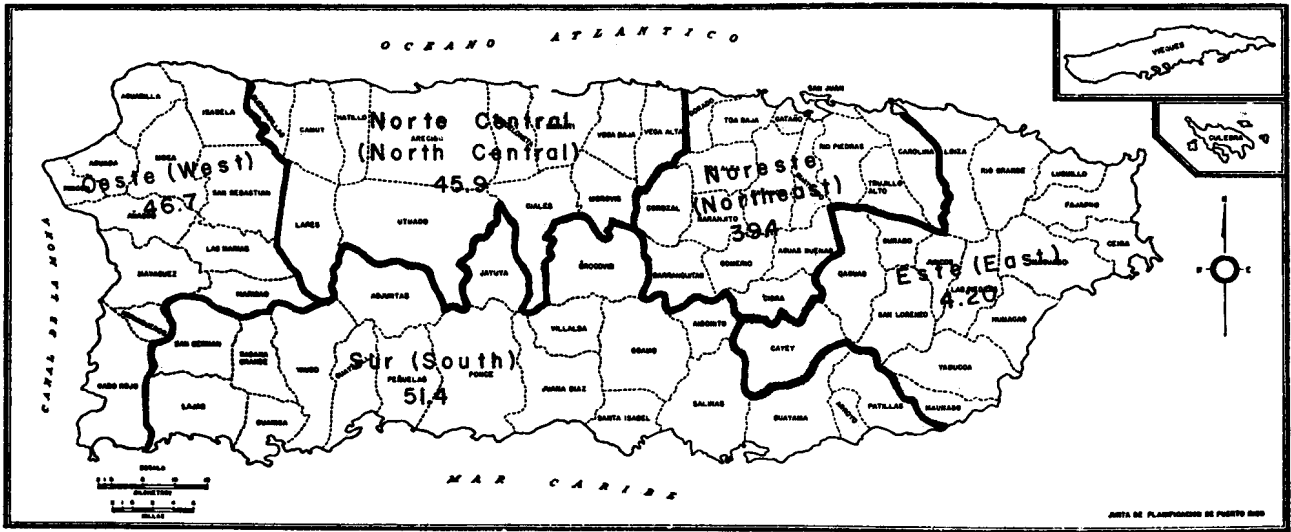 OCEANO ATLANTICO
VIEQUES
CULEBRA
SAN JUAN
AGUADILLA
ISABELA
CAMUY
HATILLO
VEGA BAJA
VEGA ALTA
DORADO
TOA BAJA
CATAÑO
RIO PIEDRAS
CAROLINA
LOIZA
RIO GRANDE
LUQUILLO
FAJARDO
CEIBA
Norte Central
(North Central)
45.9
Oeste (West)
46.7
Noreste
(Northeast)
39.4
Este (East)
4.20
Sur (South)
51.4
AGUADA
MOCA
SAN SEBASTIAN
LARES
UTUADO
CIALES
MOROVIS
COROZAL
NARANJITO
TRUJILLO
ALTO
AGUAS BUENAS
GURABO
LAS MARIAS
MAYAGUEZ
MARICAO
ADJUNTAS
JAYUYA
OROCOVIS
BARRANQUITAS
COMERIO
CIDRA
CAGUAS
SAN LORENZO
HUMACAO
SAN GERMAN
SABANA
GRANDE
YAUCO
PEÑUELAS
PONCE
VILLALBA
COAMO
AIBONITO
CAYEY
YABUCOA
MAUNABO
CABO ROJO
LAJAS
GUANICA
JUANA DIAZ
SANTA ISABEL
SALINAS
GUAYAMA
PATILLAS
CANAL DE LA MONA
MAR CARIBE
ESCALA
KILOMETROS
MILLAS
JUNTA DE PLANIFICACION DE PUERTO RICO